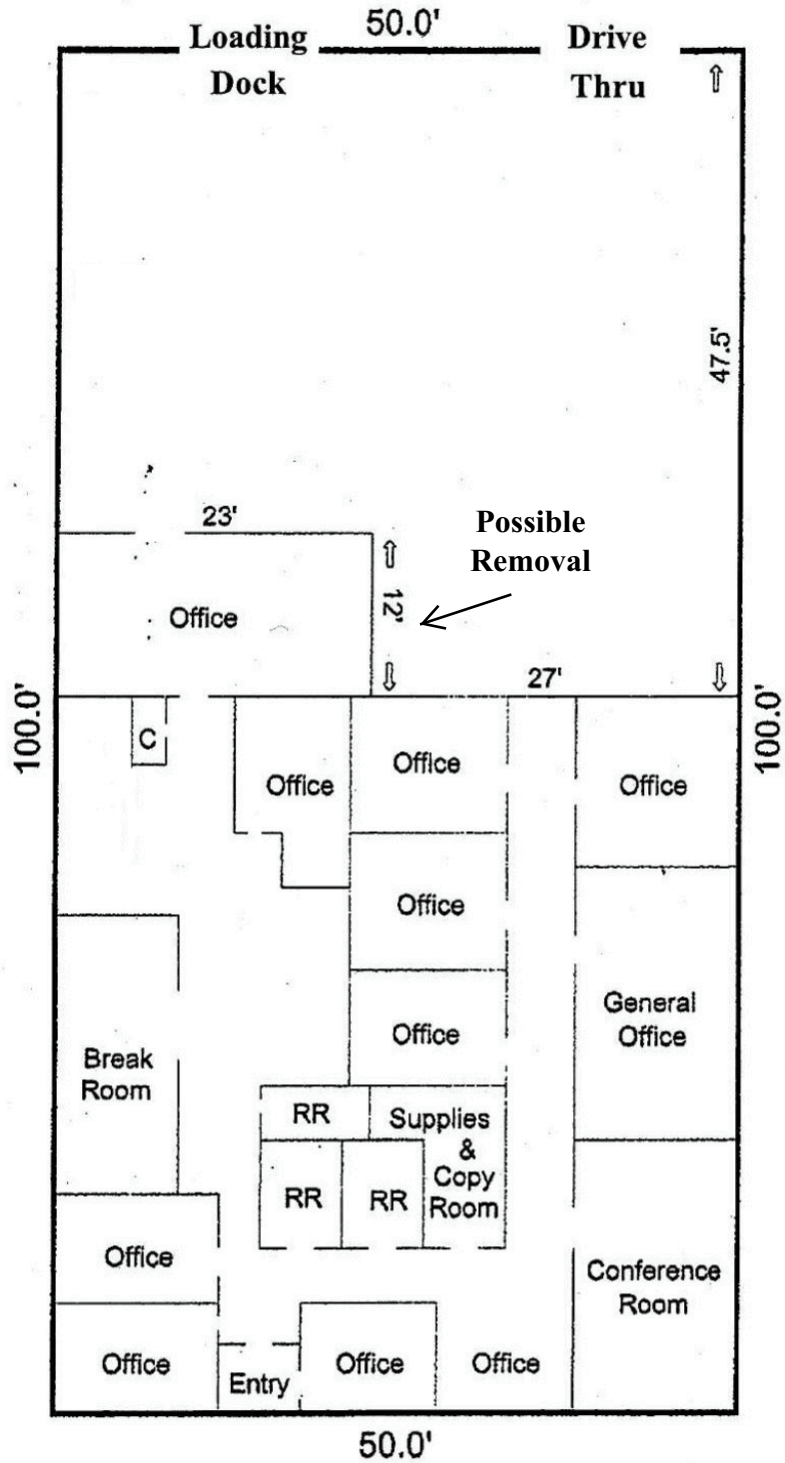 50.0'
Loading
Dock
Drive
Thru
47.5'
23'
Possible
Removal
12'
Office
27'
100.0'
100.0'
C
Office
Office
Office
Office
General
Office
Office
Break
Room
RR
Supplies
&
Copy
Room
RR
RR
Office
Conference
Room
Office
Entry
Office
Office
50.0'